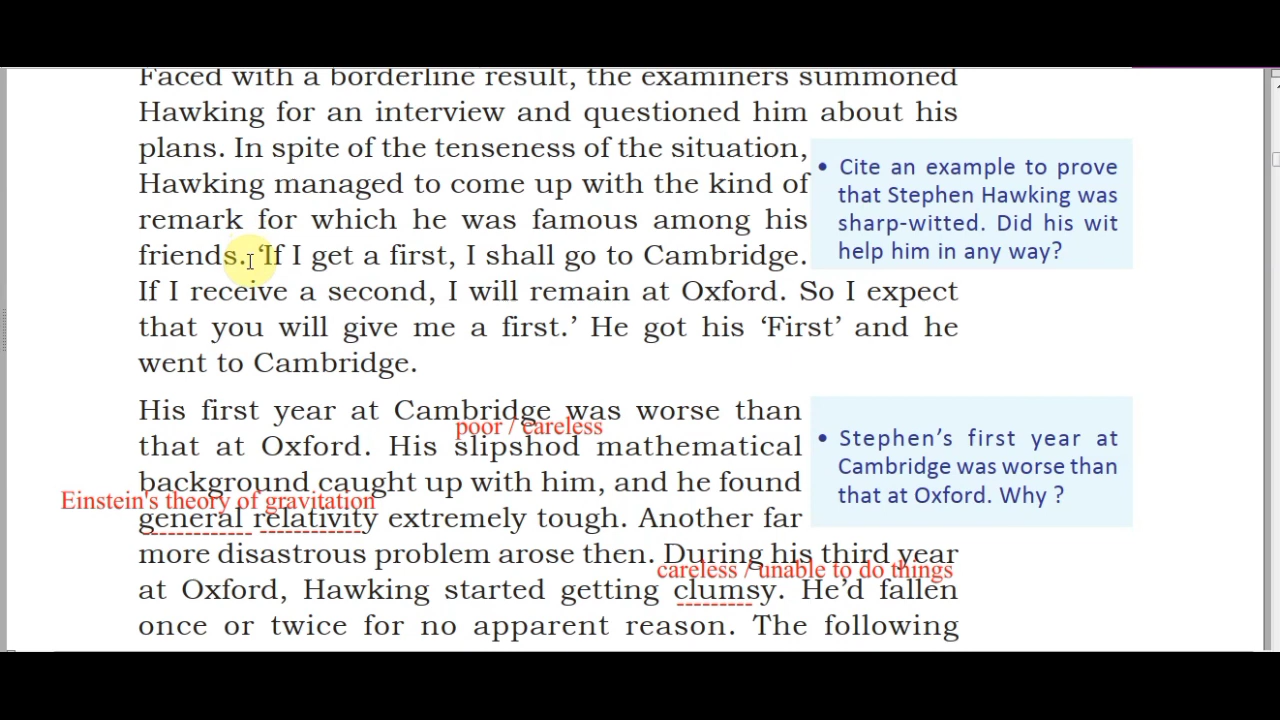 Faced with a borderline result, the examiners summoned
Hawking for an interview and questioned him about his
plans. In spite of the tenseness of the situation,
Hawking managed to come up with the kind of
remark for which he was famous among his
friends. ‘If I get a first, I shall go to Cambridge.
If I receive a second, I will remain at Oxford. So I expect
that you will give me a first.’ He got his ‘First’ and he
went to Cambridge.
• Cite an example to prove
that Stephen Hawking was
sharp-witted. Did his wit
help him in any way?
His first year at Cambridge was worse than
poor / careless
that at Oxford. His slipshod mathematical
background caught up with him, and he found
Einstein's theory of gravitation
general relativity extremely tough. Another far
more disastrous problem arose then. During his third year
careless / unable to do things
at Oxford, Hawking started getting clumsy. He’d fallen
once or twice for no apparent reason. The following
• Stephen’s first year at
Cambridge was worse than
that at Oxford. Why ?